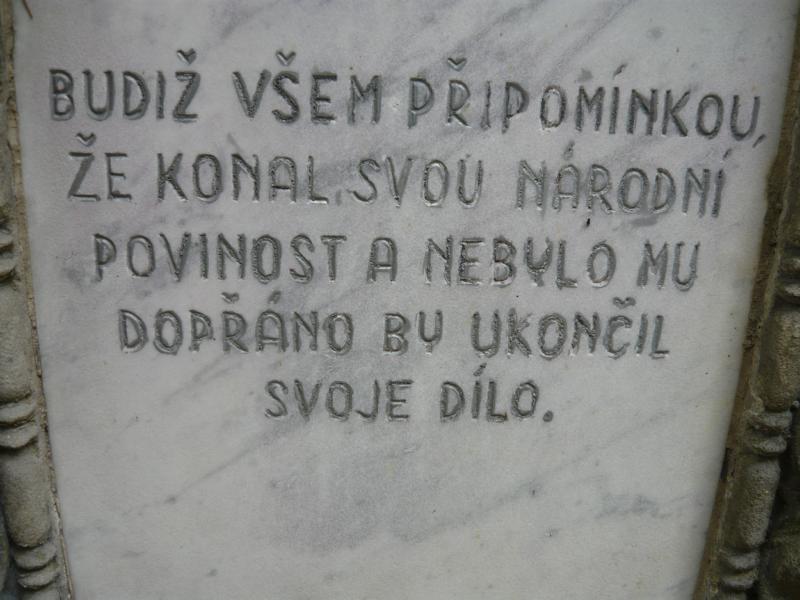 BUDIŽ VŠEM PŘIPOMÍNKOU,
ŽE KONAL SVOU NÁRODNÍ
POVINOST A NEBYLO MU
DOPŘÁNO BY UKONČIL
SVOJE DÍLO.